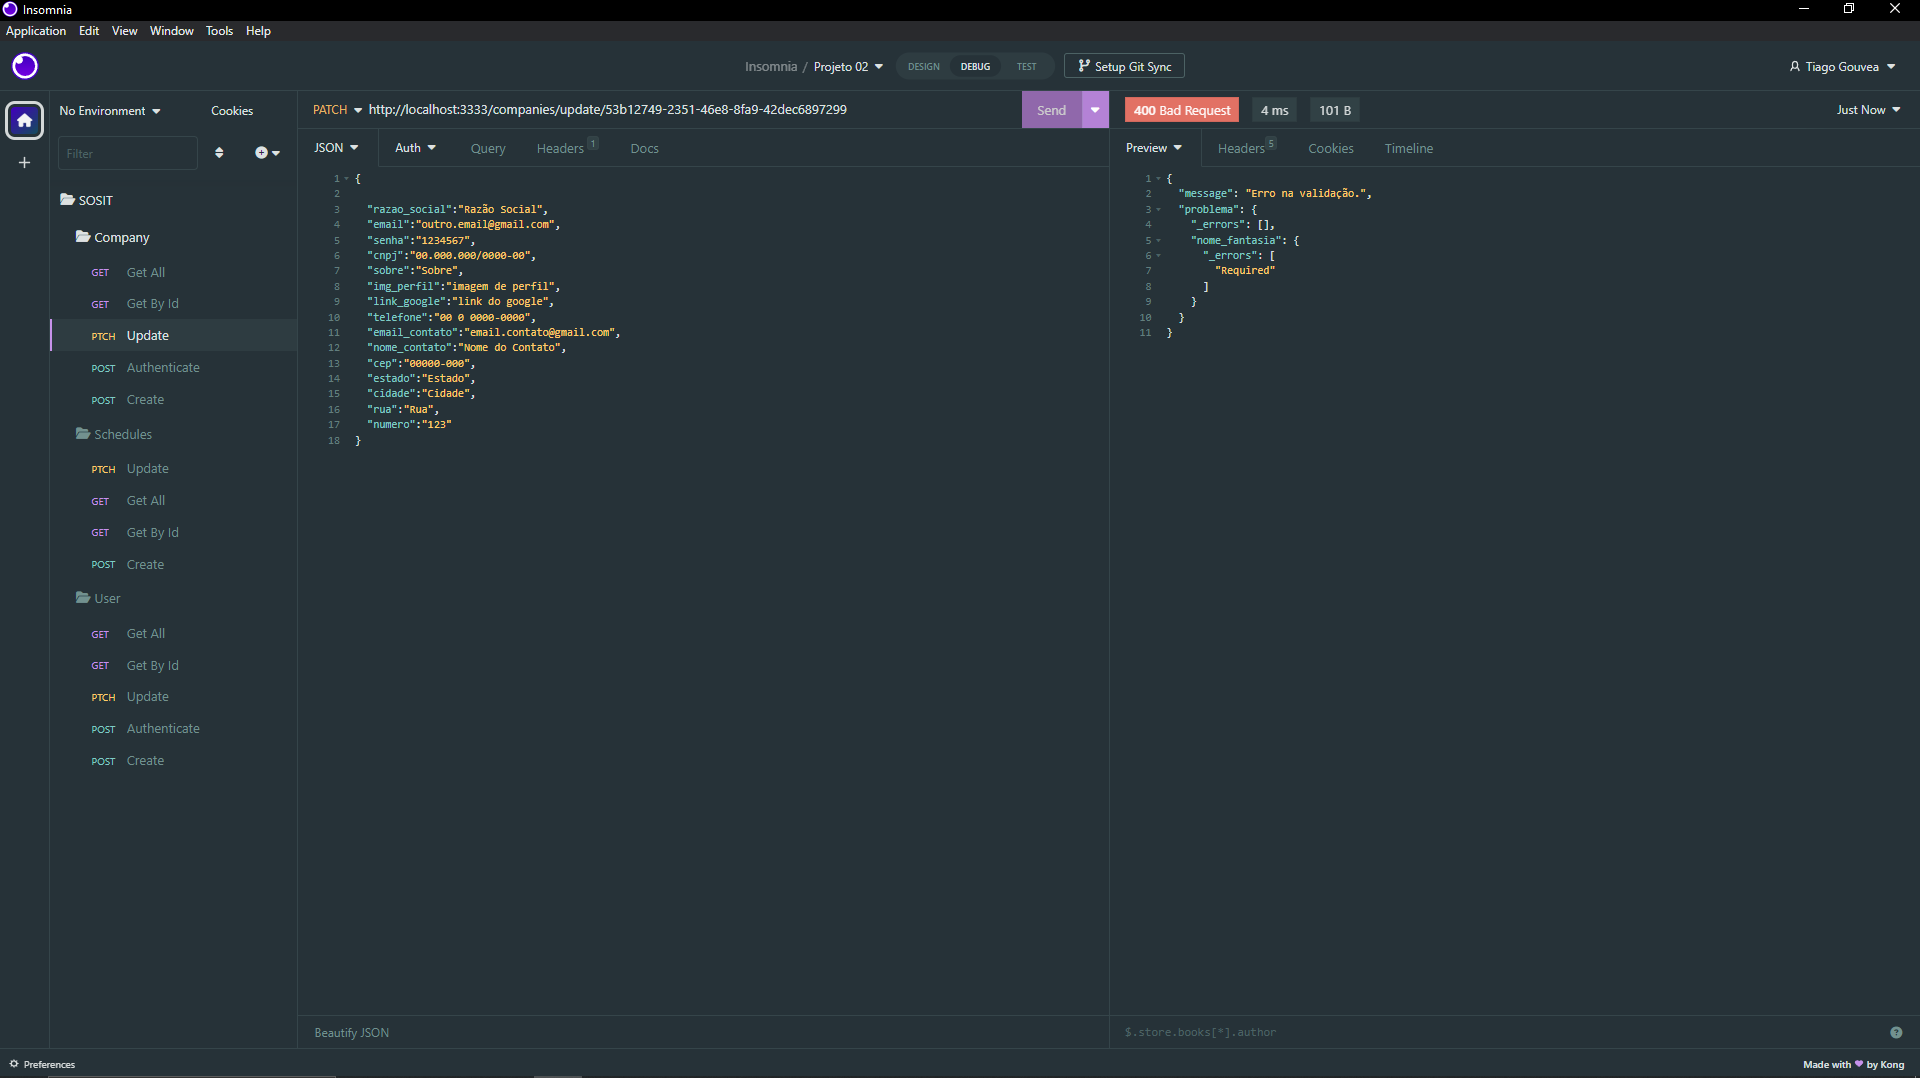 Insomnia
Application Edit View Window Tools Help
Insomnia / Projeto 02
DESIGN DEBUG TEST
Setup Git Sync
Tiago Gouvea
No Environment
Cookies
Filter
SOSIT
Company
GET Get All
GET Get By Id
PTCH Update
POST Authenticate
POST Create
Schedules
PTCH Update
GET Get All
GET Get By Id
POST Create
User
GET Get All
GET Get By Id
PTCH Update
POST Authenticate
POST Create
PATCH http://localhost:3333/companies/update/53b12749-2351-46e8-8fa9-42dec6897299
Send
JSON Auth Query Headers 1 Docs
1 {
2
3 "razao_social":"Razão Social",
4 "email":"outro.email@gmail.com",
5 "senha":"1234567",
6 "cnpj":"00.000.000/0000-00",
7 "sobre":"Sobre",
8 "img_perfil":"imagem de perfil",
9 "link_google":"link do google",
10 "telefone":"00 0 0000-0000",
11 "email_contato":"email.contato@gmail.com",
12 "nome_contato":"Nome do Contato",
13 "cep":"00000-000",
14 "estado":"Estado",
15 "cidade":"Cidade",
16 "rua":"Rua",
17 "numero":"123"
18 }
Beautify JSON
400 Bad Request 4 ms 101 B
Just Now
Preview Headers 5 Cookies Timeline
1 {
2 "message": "Erro na validação.",
3 "problema": {
4 "_errors": [],
5 "nome_fantasia": {
6 "_errors": [
7 "Required"
8 ]
9 }
10 }
11 }
$.store.books[*].author
?
Preferences
Made with ♥ by Kong